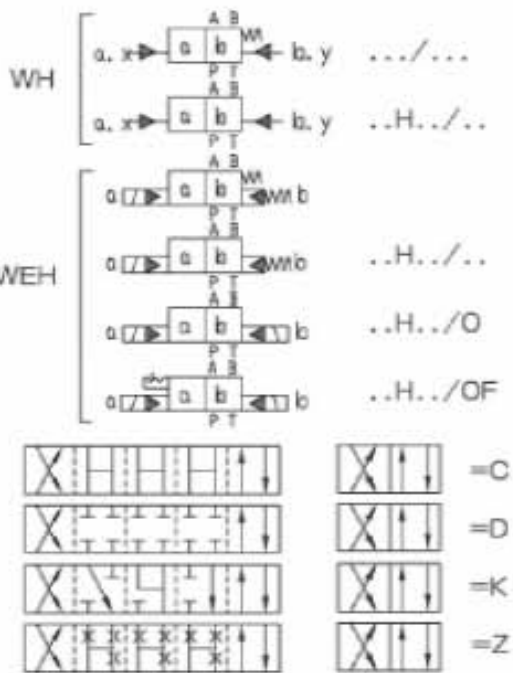 A B
a. x a b b. y .../...
P T
A B
WH
a. x a b b. y ..H../..
P T
A B
a a b b
P T
A B
WEH
a a b b ..H../..
P T
A B
a a b b ..H../O
P T
A B
a a b b ..H../OF
P T
=C
=D
=K
=Z